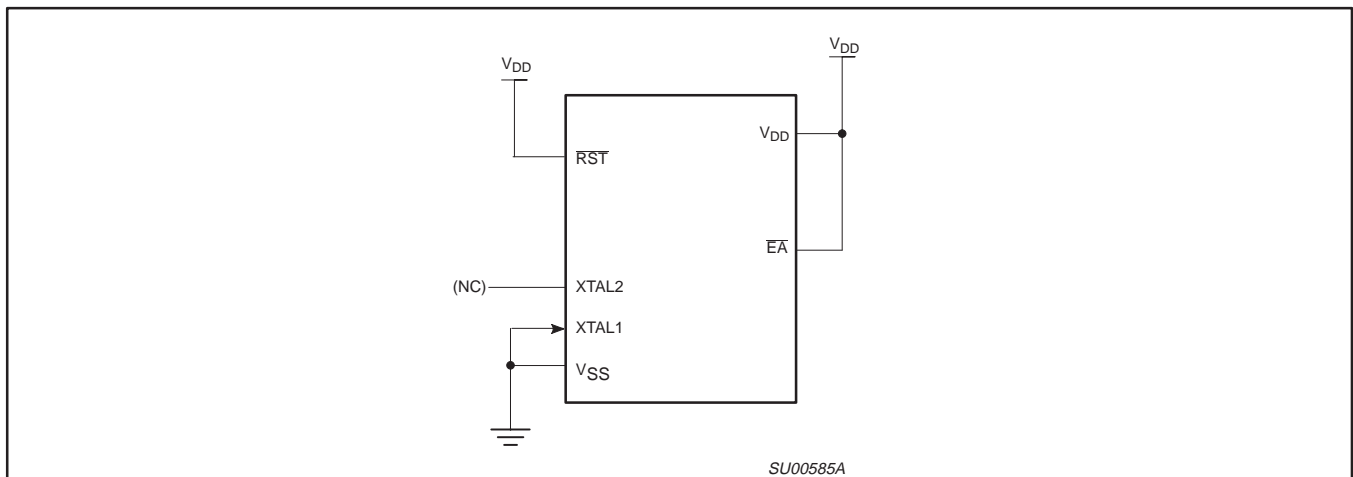 VDD
VDD
VDD
RST
EA
(NC)
XTAL2
XTAL1
VSS
SU00585A